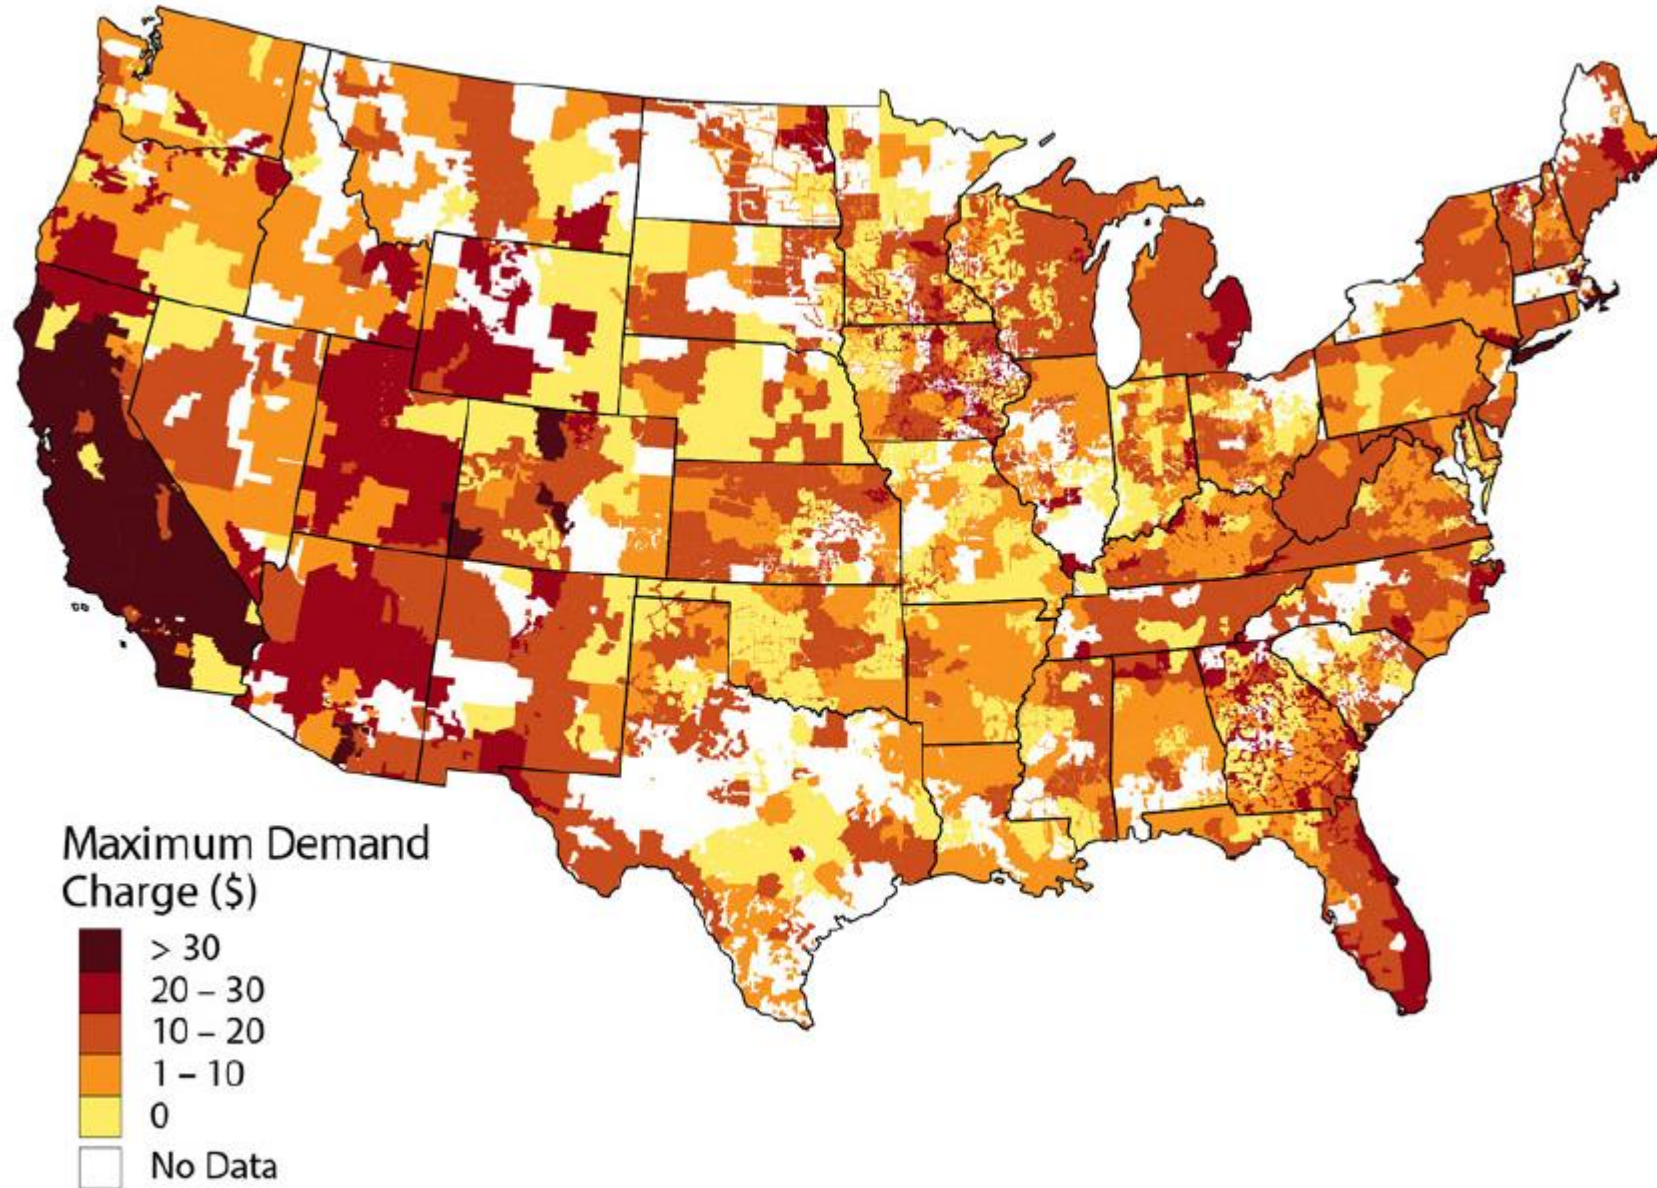 Maximum Demand
Charge ($)
> 30
20 – 30
10 – 20
1 – 10
0
No Data